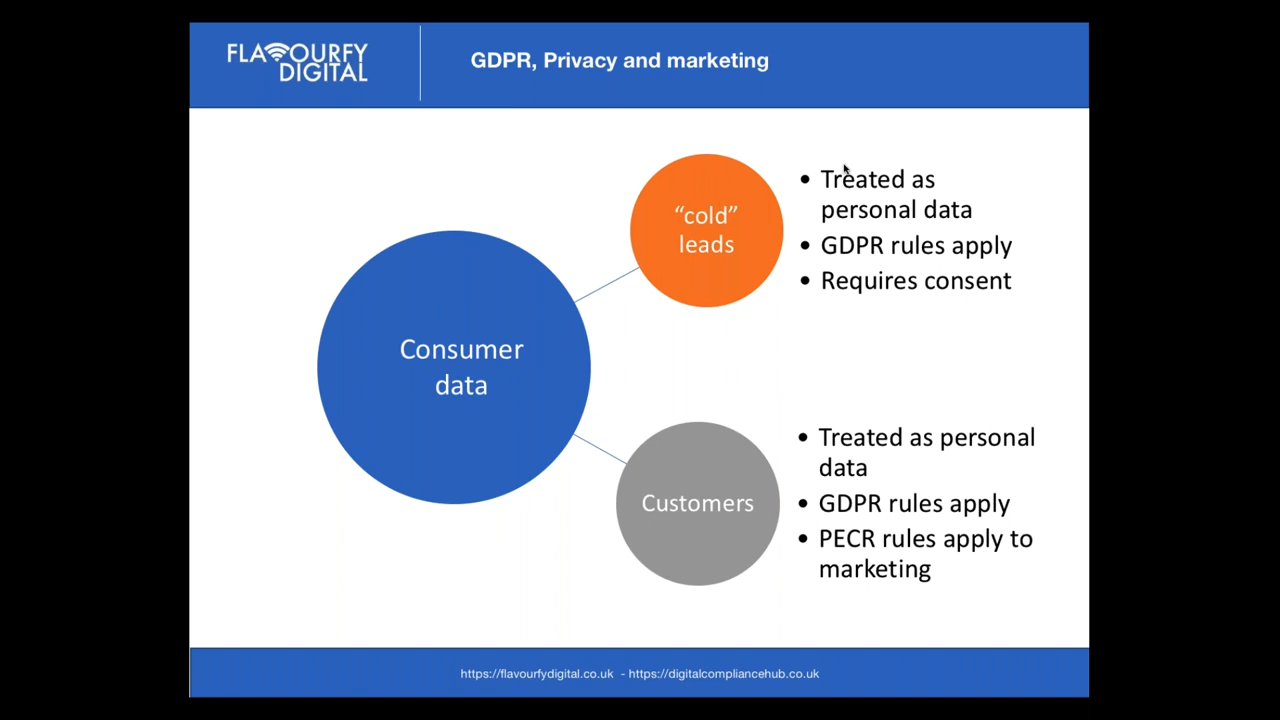 FLAVOURFY
DIGITAL
GDPR, Privacy and marketing
Consumer
data
“cold”
leads
• Treated as
personal data
• GDPR rules apply
• Requires consent
Customers
• Treated as personal
data
• GDPR rules apply
• PECR rules apply to
marketing
https://flavourfydigital.co.uk - https://digitalcompliancehub.co.uk